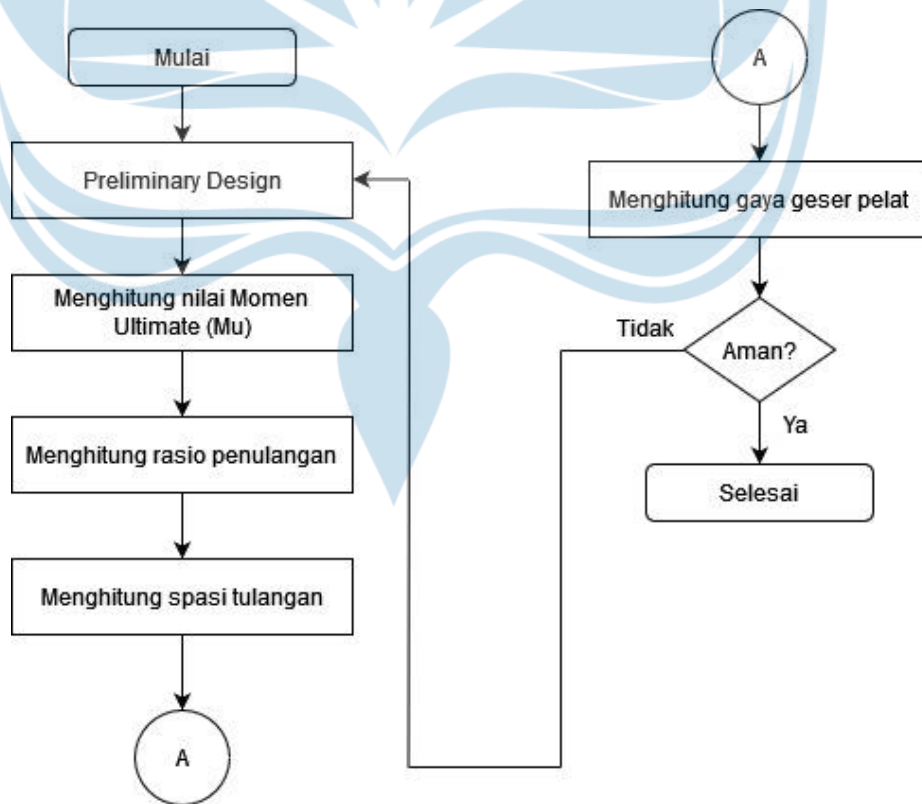 Mulai
Preliminary Design
Menghitung nilai Momen
Ultimate (Mu)
Menghitung rasio penulangan
Menghitung spasi tulangan
A
A
Menghitung gaya geser pelat
Tidak
Aman?
Ya
Selesai